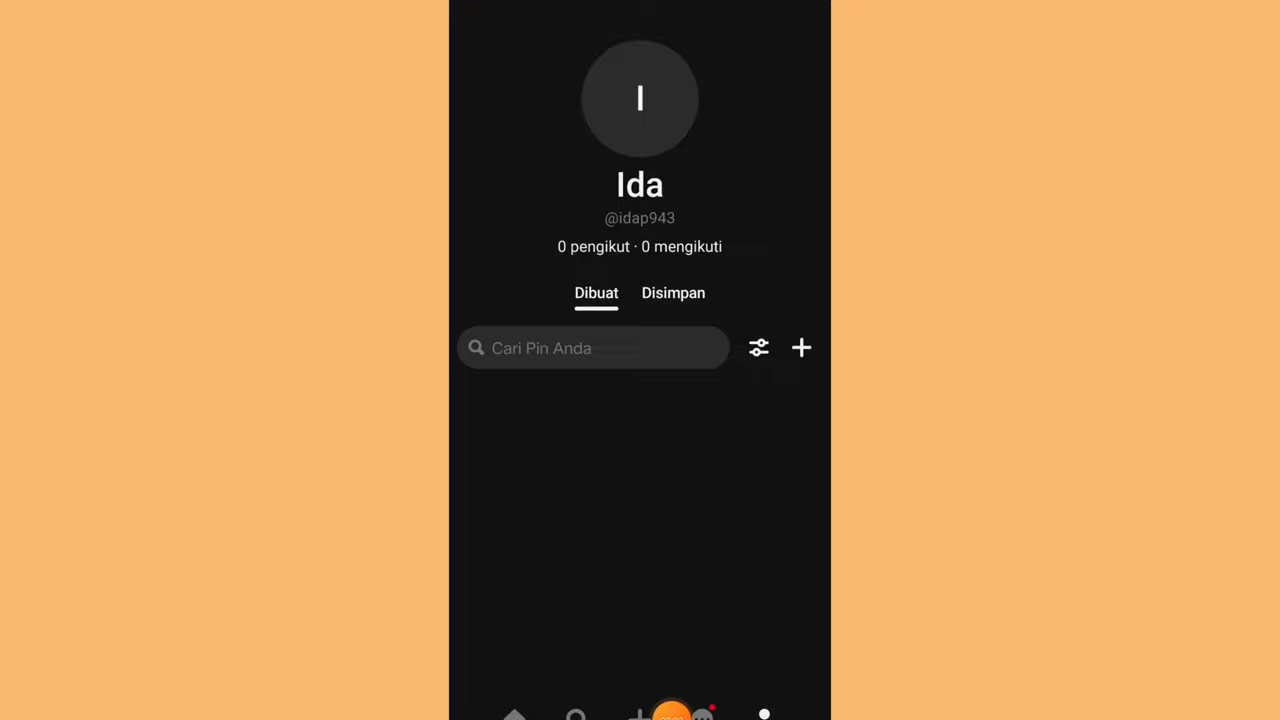 I
Ida
@idap943
0 pengikut · 0 mengikuti
Dibuat Disimpan
Cari Pin Anda